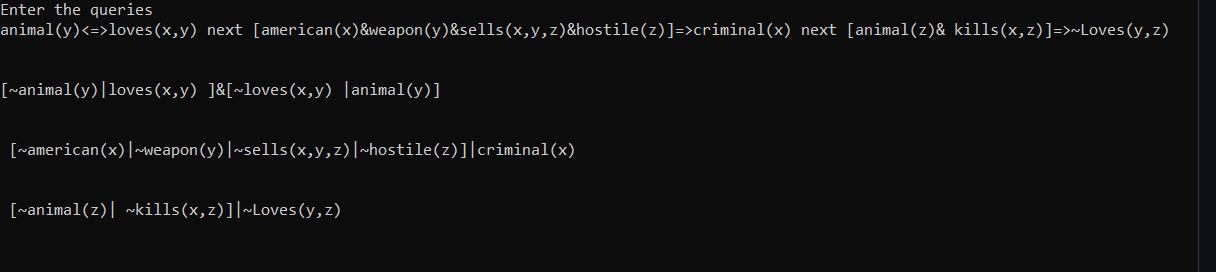 Enter the queries
animal(y)<=>loves(x,y) next [american(x)&weapon(y)&sells(x,y,z)&hostile(z)]=>criminal(x) next [animal(z)& kills(x,z)]=>~Loves(y,z)
[~animal(y)|loves(x,y) ]&[~loves(x,y) |animal(y)]
[~american(x)|~weapon(y)|~sells(x,y,z)|~hostile(z)]|criminal(x)
[~animal(z)| ~kills(x,z)]|~Loves(y,z)